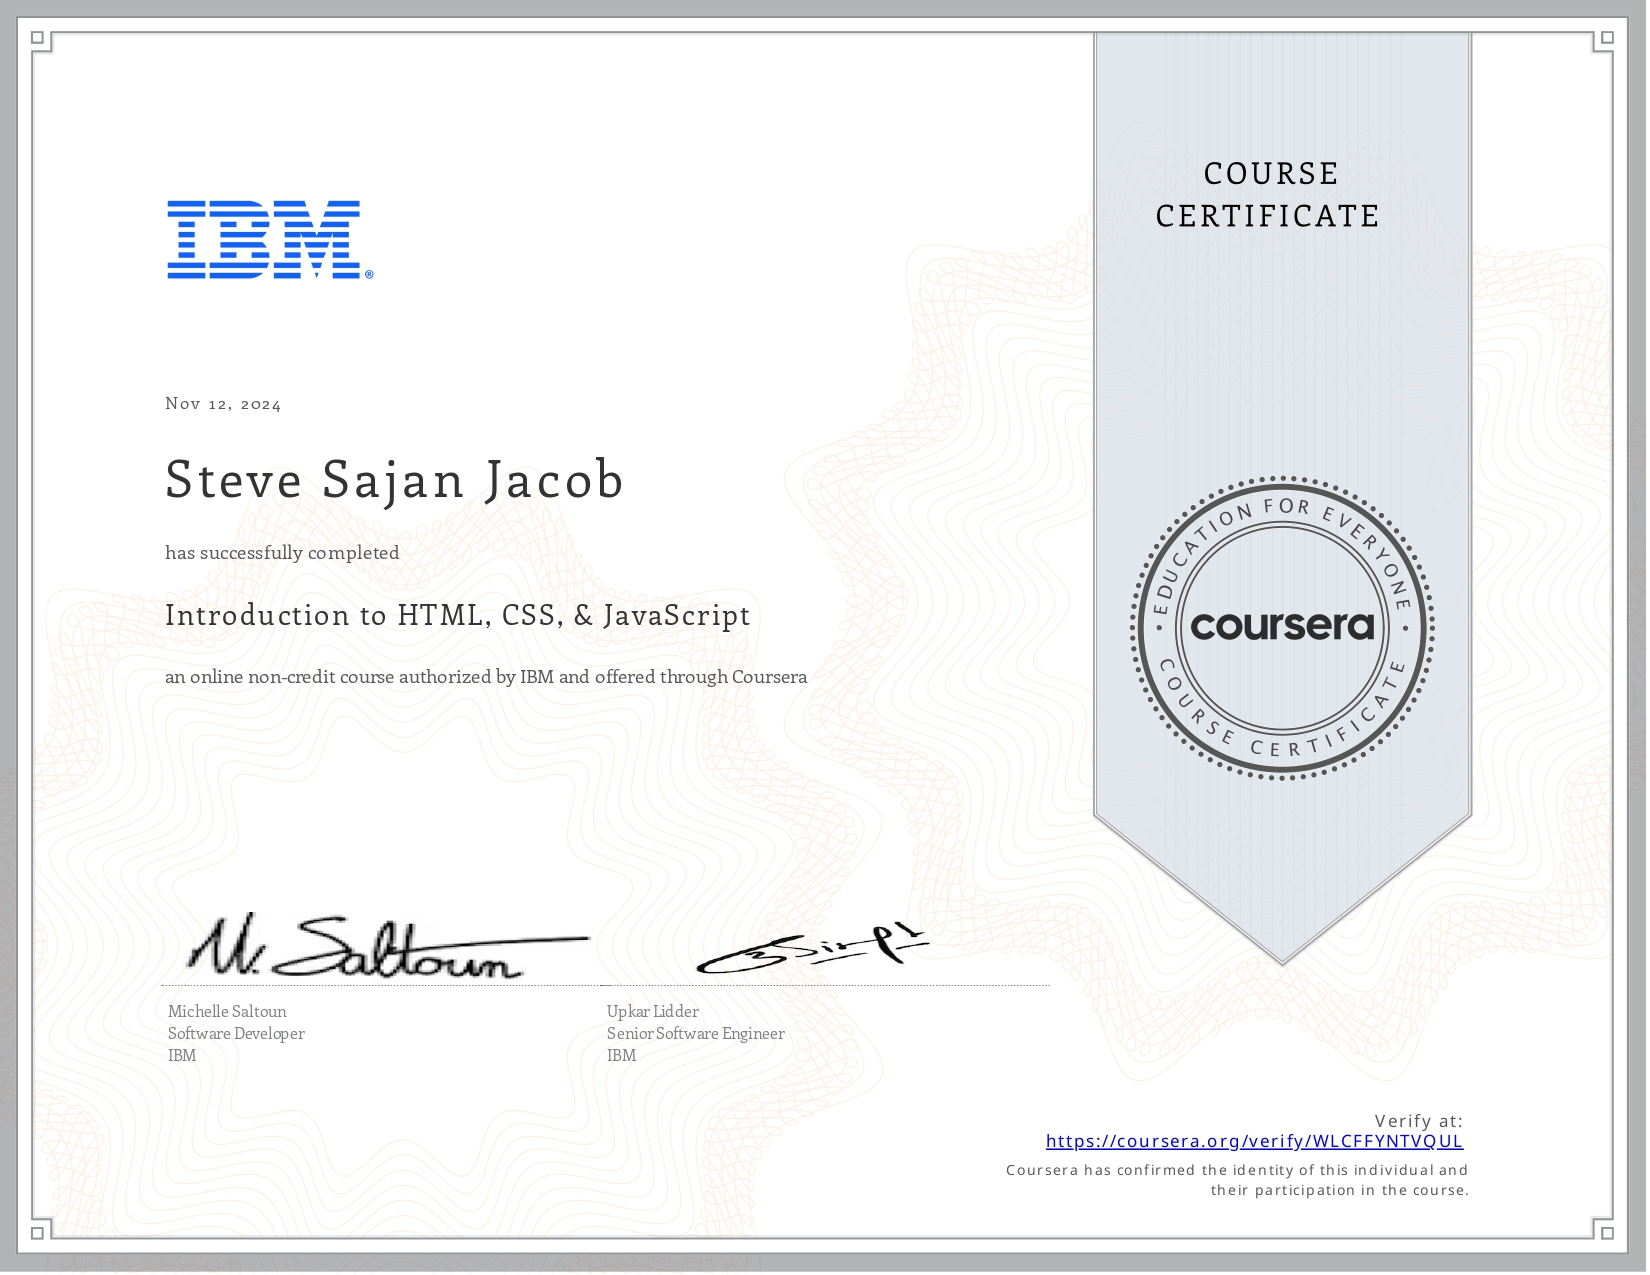 COURSE
CERTIFICATE
IBM®
Nov 12, 2024
Steve Sajan Jacob
has successfully completed
Introduction to HTML, CSS, & JavaScript
an online non-credit course authorized by IBM and offered through Coursera
• EDUCATION FOR EVERYONE •
coursera
COURSE CERTIFICATE
M. Saltoun
Michelle Saltoun
Software Developer
IBM
Upkar Lidder
Senior Software Engineer
IBM
Verify at:
https://coursera.org/verify/WLCFFYNTVQUL
Coursera has confirmed the identity of this individual and
their participation in the course.